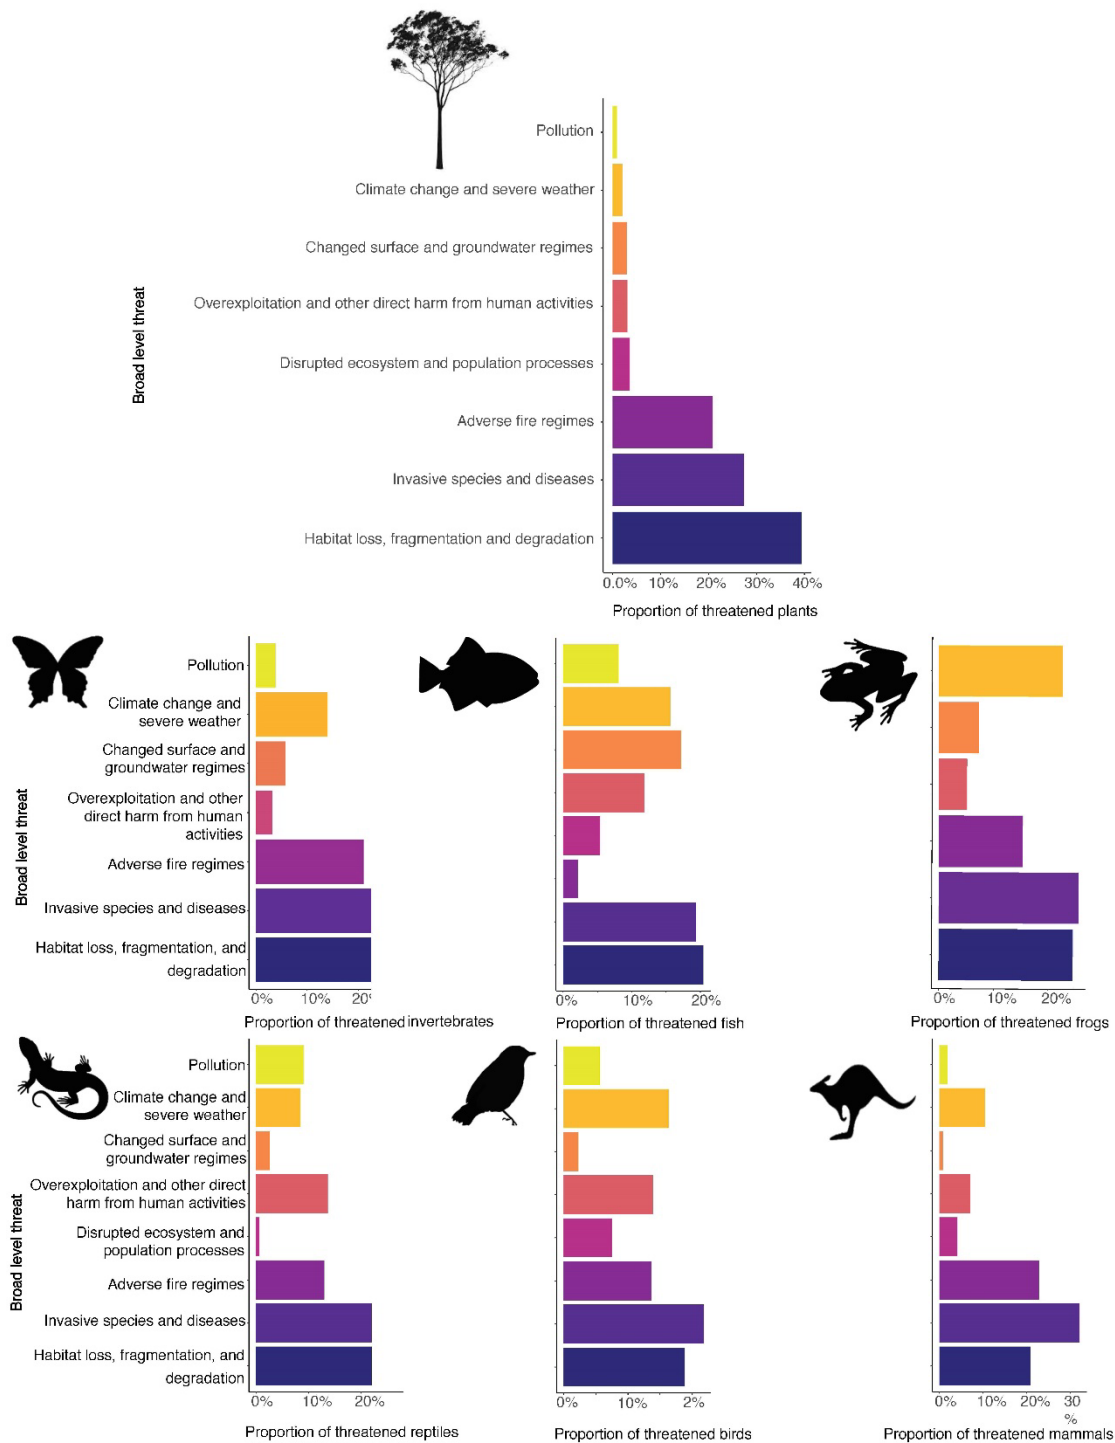 Pollution
Climate change and severe weather
Changed surface and groundwater regimes
Overexploitation and other direct harm from human activities
Disrupted ecosystem and population processes
Adverse fire regimes
Invasive species and diseases
Habitat loss, fragmentation and degradation
Broad level threat
0.0% 10% 20% 30% 40%
Proportion of threatened plants
Pollution
Climate change and
severe weather
Changed surface and
groundwater regimes
Overexploitation and other
direct harm from human
activities
Adverse fire regimes
Invasive species and diseases
Habitat loss, fragmentation, and
degradation
Broad level threat
0% 10% 20%
Proportion of threatened invertebrates
0% 10% 20%
Proportion of threatened fish
0% 10% 20%
Proportion of threatened frogs
Pollution
Climate change and
severe weather
Changed surface and
groundwater regimes
Overexploitation and other direct
harm from human activities
Disrupted ecosystem and
population processes
Adverse fire regimes
Invasive species and diseases
Habitat loss, fragmentation, and
degradation
Broad level threat
0% 10% 20%
Proportion of threatened reptiles
0% 10% 2%
Proportion of threatened birds
0% 10% 20% 30
%
Proportion of threatened mammals